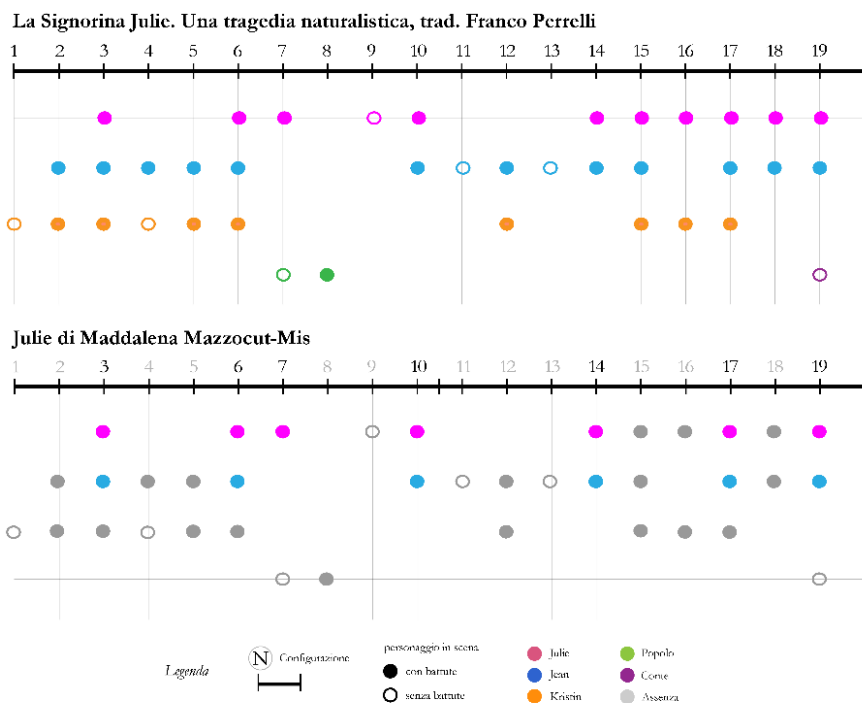 La Signorina Julie. Una tragedia naturalistica, trad. Franco Perrelli
1 2 3 4 5 6 7 8 9 10 11 12 13 14 15 16 17 18 19
Julie di Maddalena Mazzocut-Mis
1 2 3 4 5 6 7 8 9 10 11 12 13 14 15 16 17 18 19
Legenda
N Configurazione
personaggio in scena
con battute
senza battute
Julie
Jean
Kristin
Popolo
Conte
Assenza